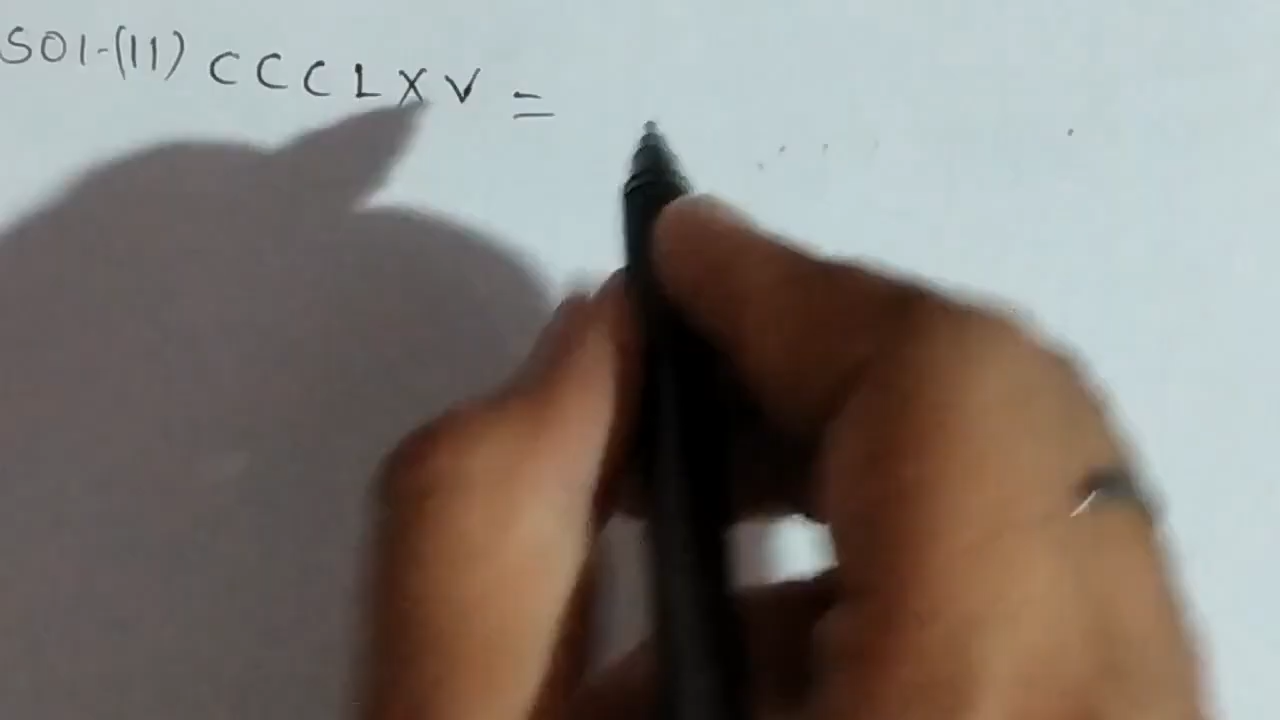 SOl-(11) CCCLXV =